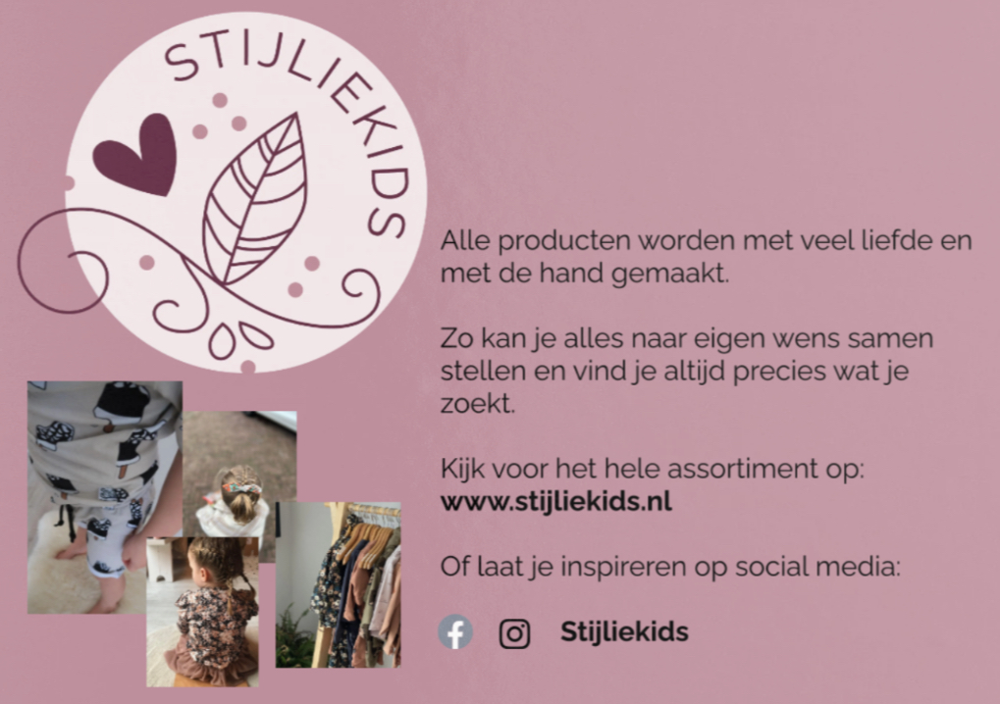 STIJLIEKIDS
Alle producten worden met veel liefde en
met de hand gemaakt.
Zo kan je alles naar eigen wens samen
stellen en vind je altijd precies wat je
zoekt.
Kijk voor het hele assortiment op:
www.stijliekids.nl
Of laat je inspireren op social media:
Stijliekids